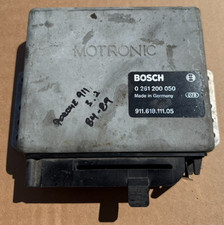 MOTRONIC
BOSCH
0 261 200 050
Made in Germany
078
911.618.111.05
PORSCHE 911
3.2
84-89